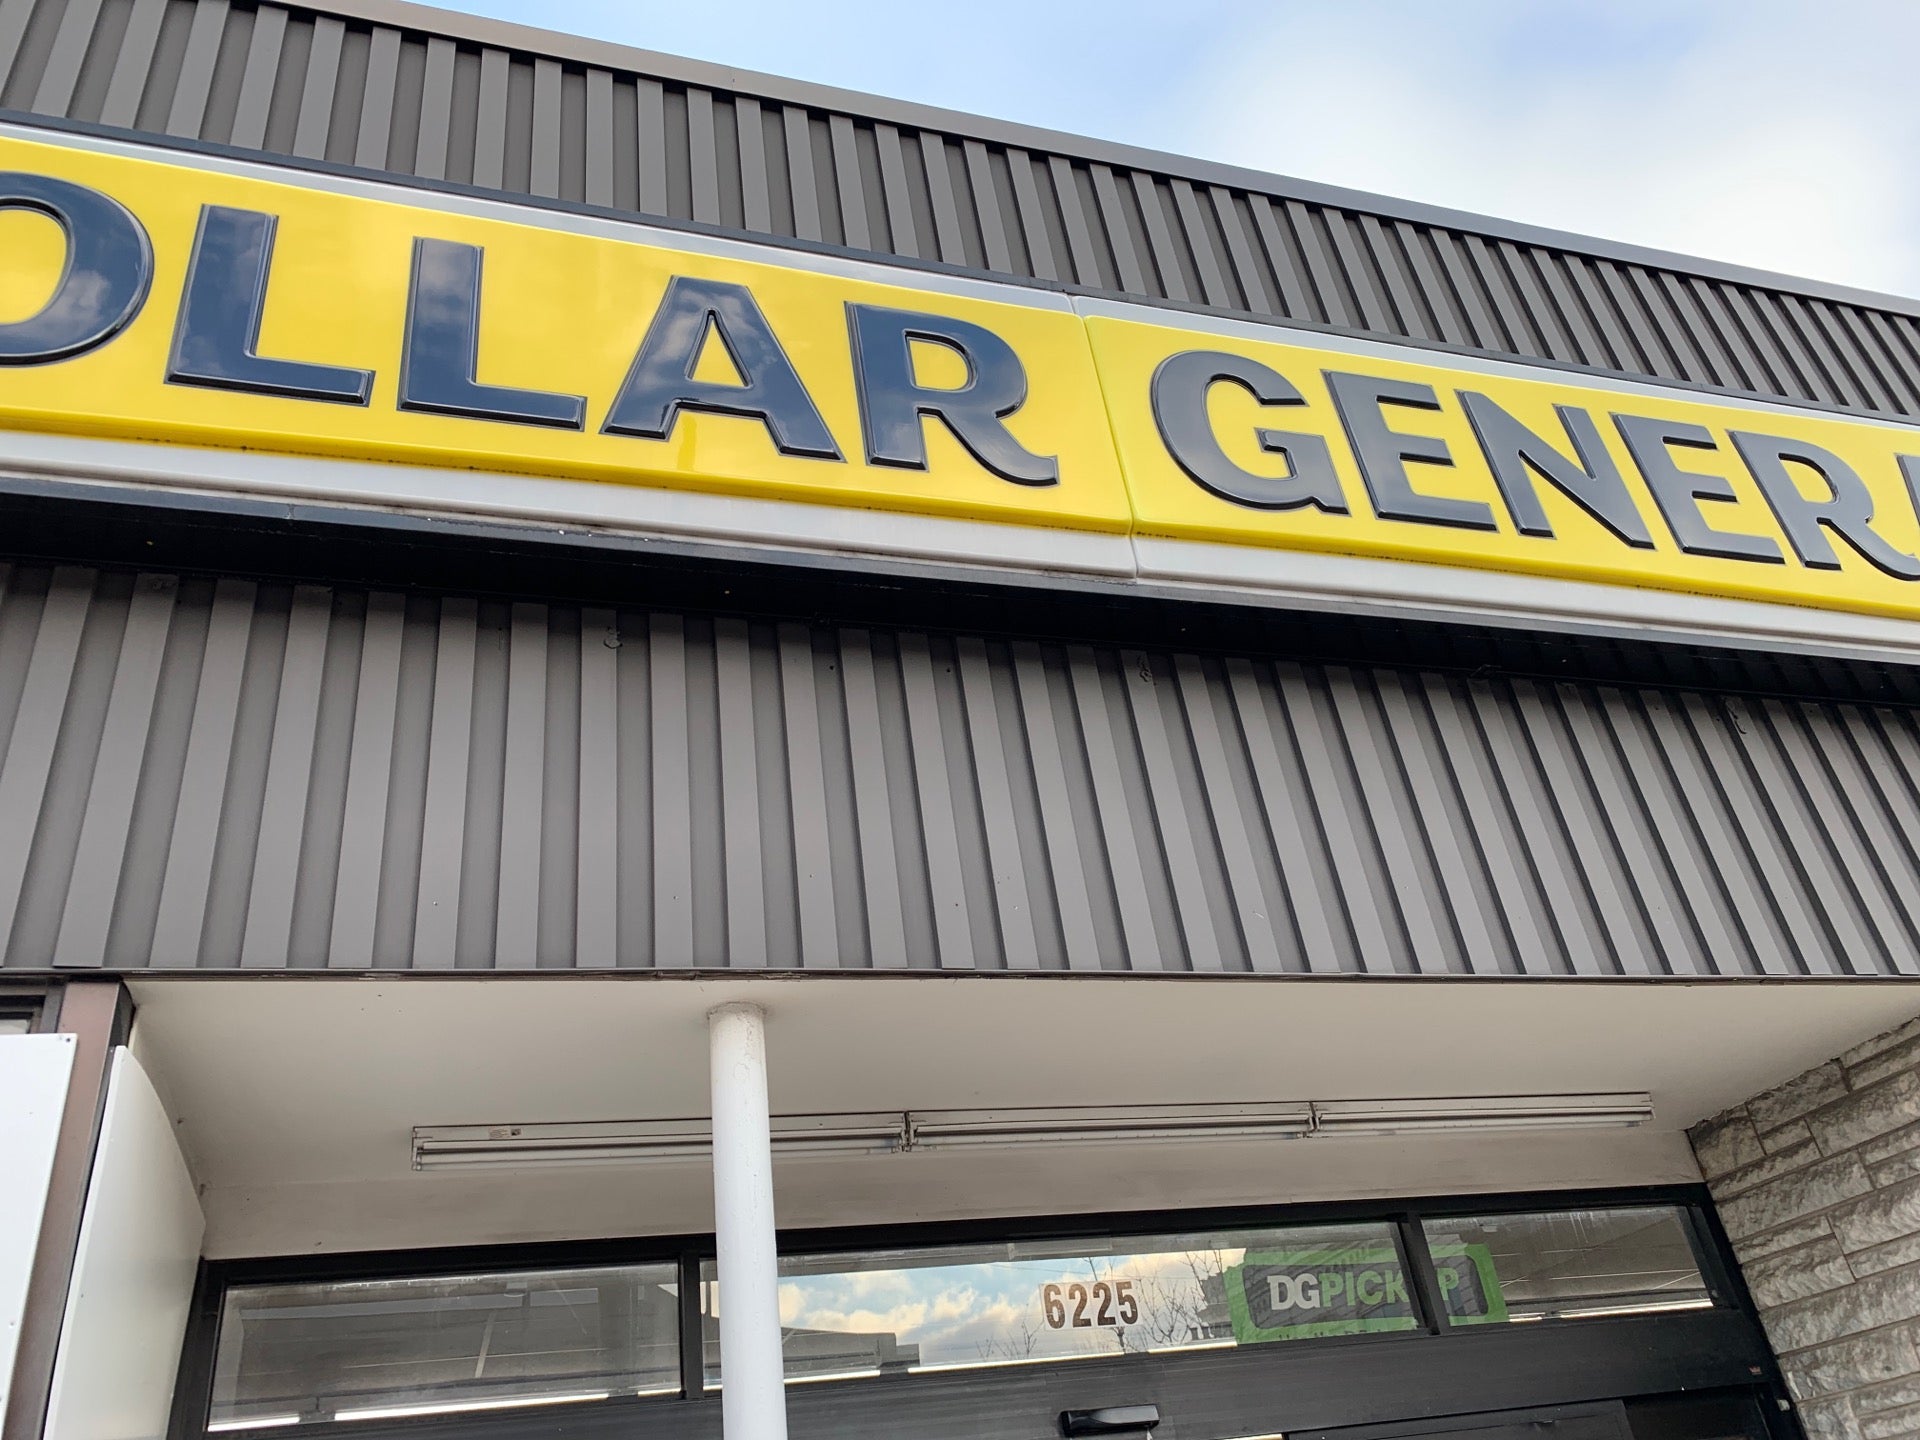 OLLAR GENER
6225
DGPICK P